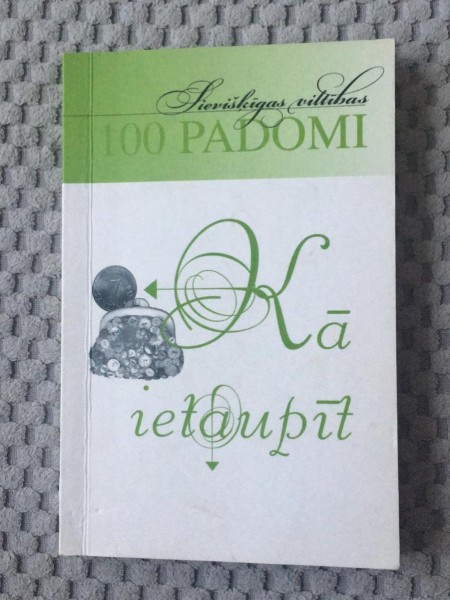 Sievišķīgas viltības
100 PADOMI
Kā
ietaupīt